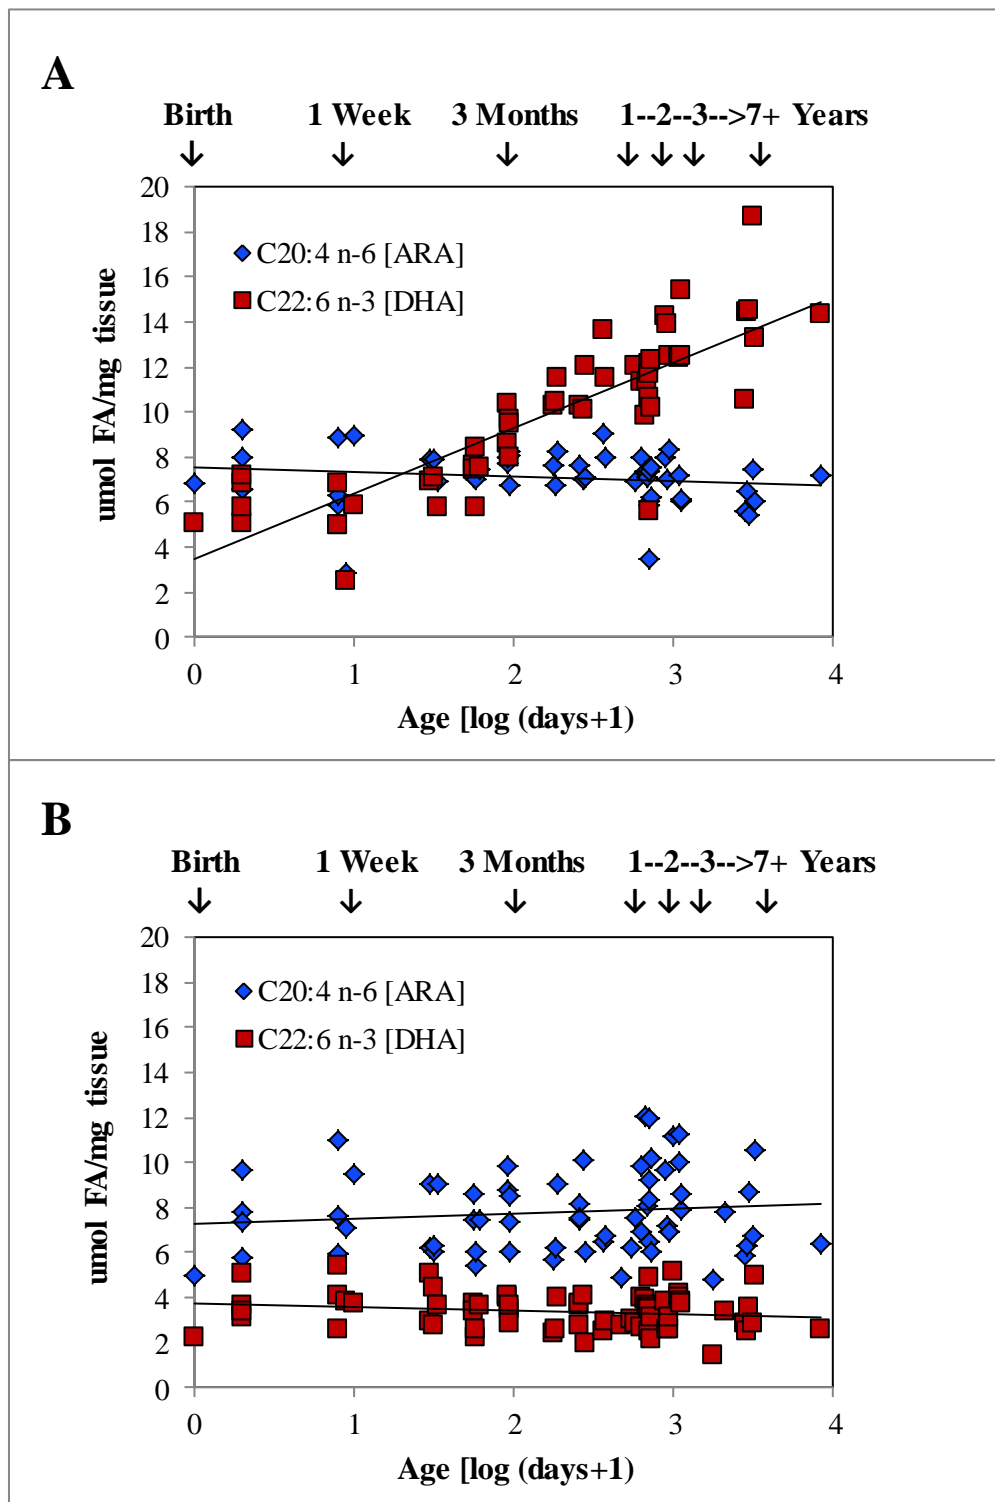 A
Birth 1 Week 3 Months 1--2--3-->7+ Years
20
18
C20:4 n-6 [ARA]
16
C22:6 n-3 [DHA]
14
12
10
8
6
4
2
0
umol FA/mg tissue
0 1 2 3 4
Age [log (days+1)
B
Birth 1 Week 3 Months 1--2--3-->7+ Years
20
18
C20:4 n-6 [ARA]
16
C22:6 n-3 [DHA]
14
12
10
8
6
4
2
0
umol FA/mg tissue
0 1 2 3 4
Age [log (days+1)